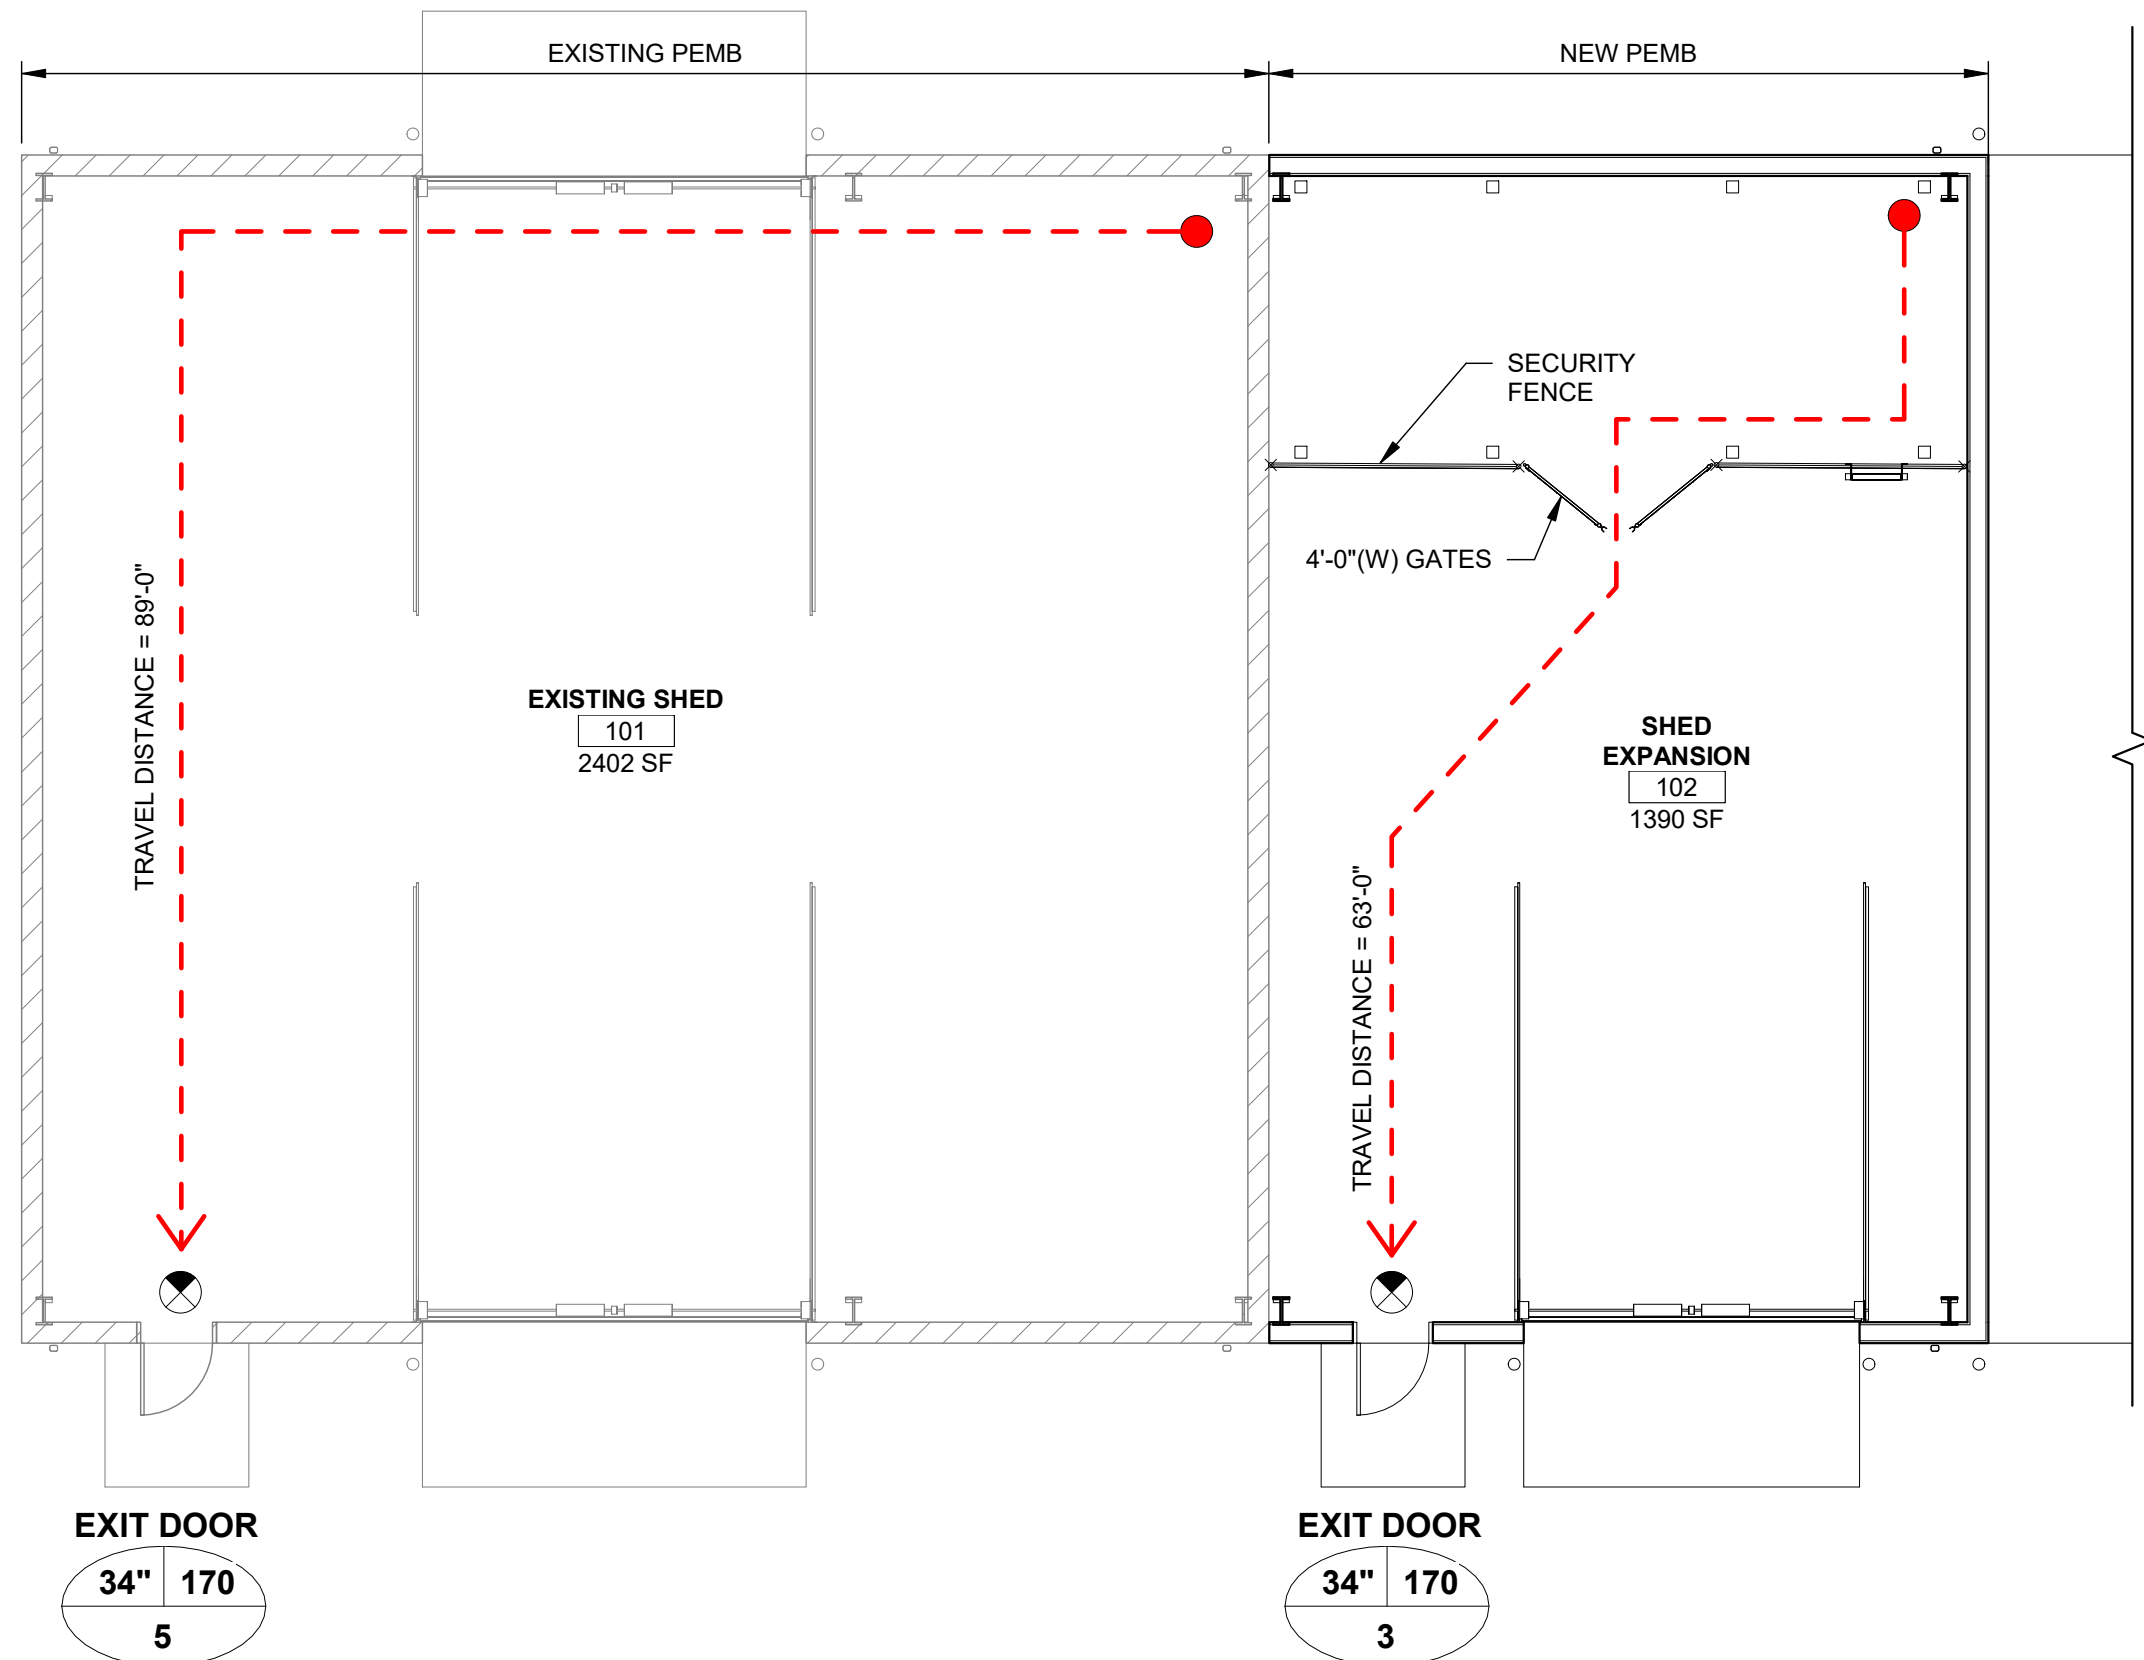 EXISTING PEMB
NEW PEMB
SECURITY
FENCE
4'-0"(W) GATES
TRAVEL DISTANCE = 89'-0"
EXISTING SHED
101
2402 SF
SHED
EXPANSION
102
1390 SF
TRAVEL DISTANCE = 63'-0"
EXIT DOOR
34" 170
5
EXIT DOOR
34" 170
3